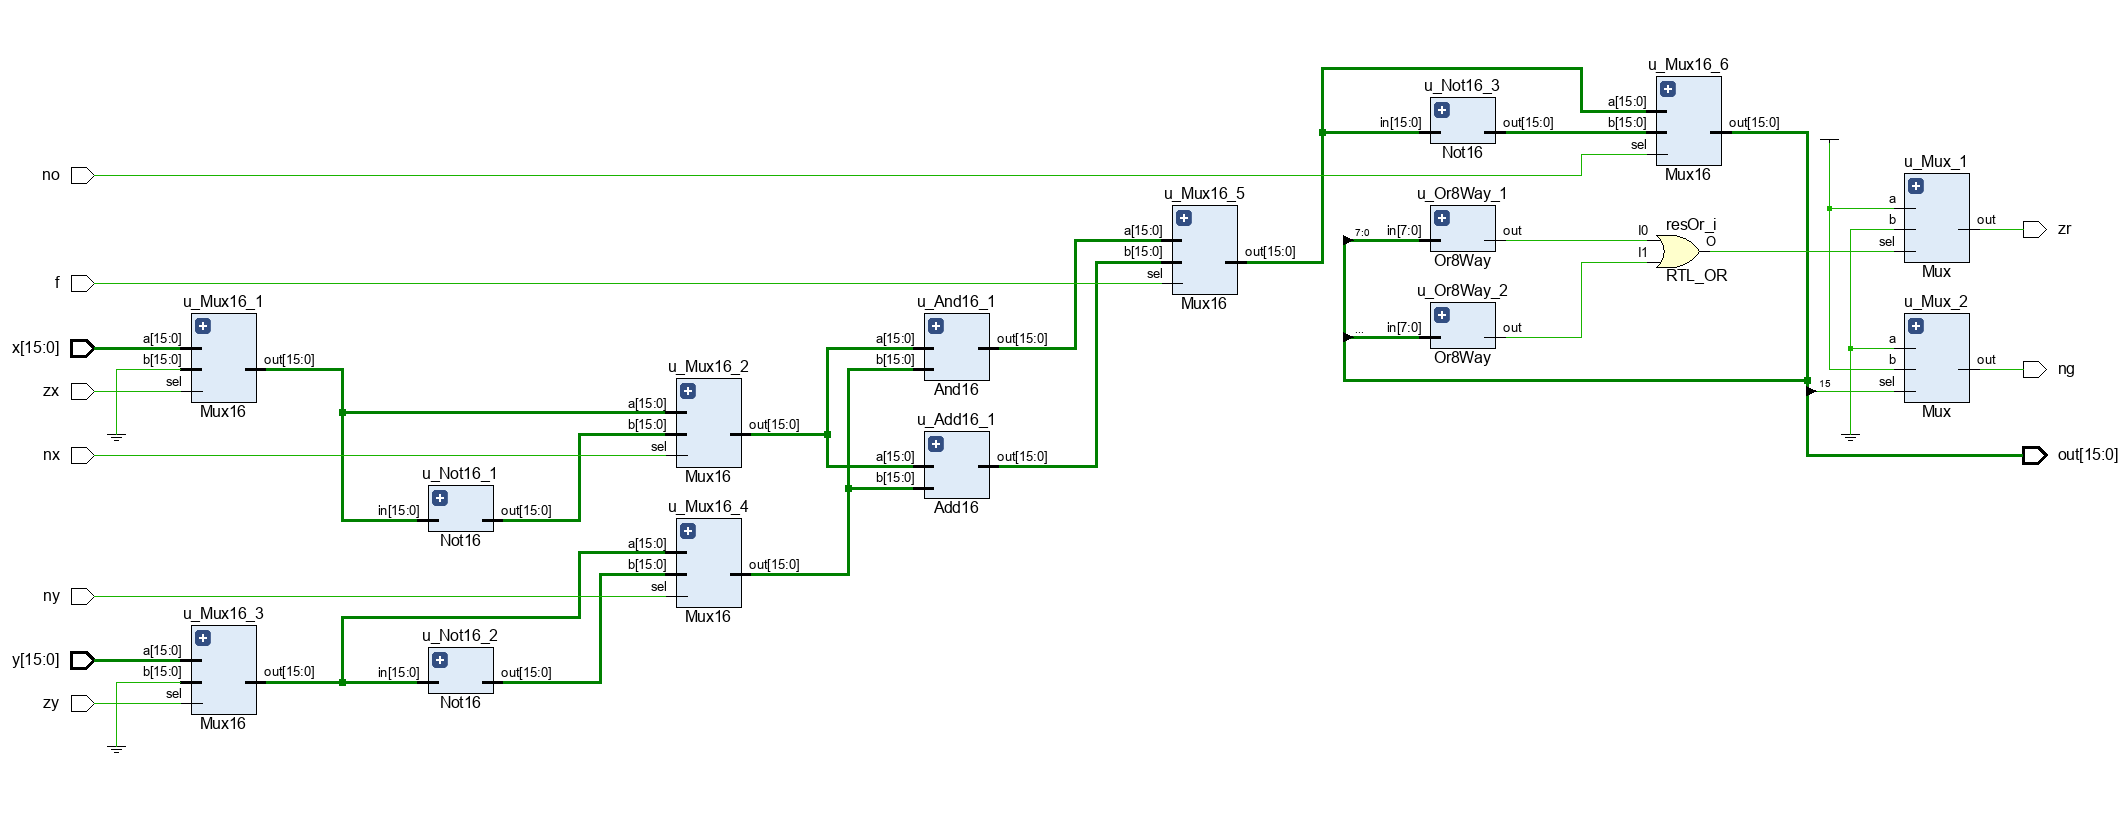 no
f
x[15:0]
zx
nx
ny
y[15:0]
zy
u_Mux16_1
a[15:0]
b[15:0]
sel
out[15:0]
Mux16
u_Mux16_3
a[15:0]
b[15:0]
sel
out[15:0]
Mux16
u_Not16_1
in[15:0]
out[15:0]
Not16
u_Not16_2
in[15:0]
out[15:0]
Not16
u_Mux16_2
a[15:0]
b[15:0]
sel
out[15:0]
Mux16
u_Mux16_4
a[15:0]
b[15:0]
sel
out[15:0]
Mux16
u_And16_1
a[15:0]
b[15:0]
out[15:0]
And16
u_Add16_1
a[15:0]
b[15:0]
out[15:0]
Add16
u_Mux16_5
a[15:0]
b[15:0]
sel
out[15:0]
Mux16
u_Not16_3
in[15:0]
out[15:0]
Not16
u_Or8Way_1
7:0
in[7:0]
out
Or8Way
u_Or8Way_2
...
in[7:0]
out
Or8Way
u_Mux16_6
a[15:0]
b[15:0]
sel
out[15:0]
Mux16
resOr_i
I0
I1
O
RTL_OR
u_Mux_1
a
b
sel
out
Mux
u_Mux_2
a
b
15
sel
out
Mux
zr
ng
out[15:0]